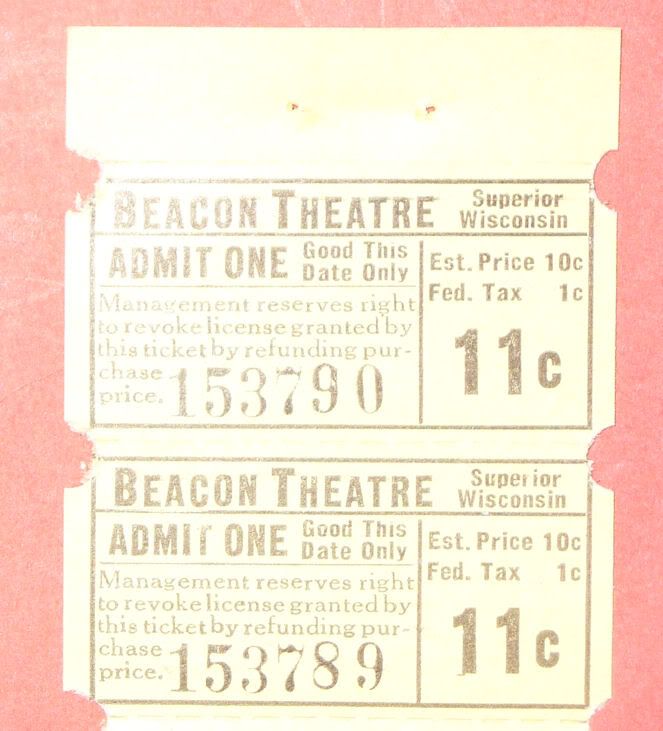 BEACON THEATRE Superior Wisconsin
ADMIT ONE Good This Date Only
Est. Price 10c
Fed. Tax 1c
11c
Management reserves right
to revoke license granted by
this ticket by refunding pur-
chase
price. 153790
BEACON THEATRE Superior Wisconsin
ADMIT ONE Good This Date Only
Est. Price 10c
Fed. Tax 1c
11c
Management reserves right
to revoke license granted by
this ticket by refunding pur-
chase
price. 153789